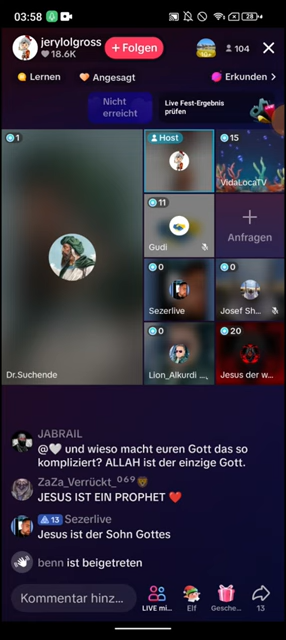 03:58
28
jerylolgross
18.6K
+ Folgen
104
Lernen
Angesagt
Erkunden >
Nicht
erreicht
Live Fest-Ergebnis
prüfen
1
Host
15
VidaLocaTV
11
Gudi
Anfragen
0
Sezerlive
0
Josef Sh...
Dr.Suchende
Lion_Alkurdi ...
20
Jesus der w...
JABRAIL
@🤍 und wieso macht euren Gott das so
kompliziert? ALLAH ist der einzige Gott.
ZaZa_Verrückt_⁰⁶⁹🦁
JESUS IST EIN PROPHET ❤️
13 Sezerlive
Jesus ist der Sohn Gottes
benn ist beigetreten
Kommentar hinz...
LIVE mi...
Elf
Gesche...
13